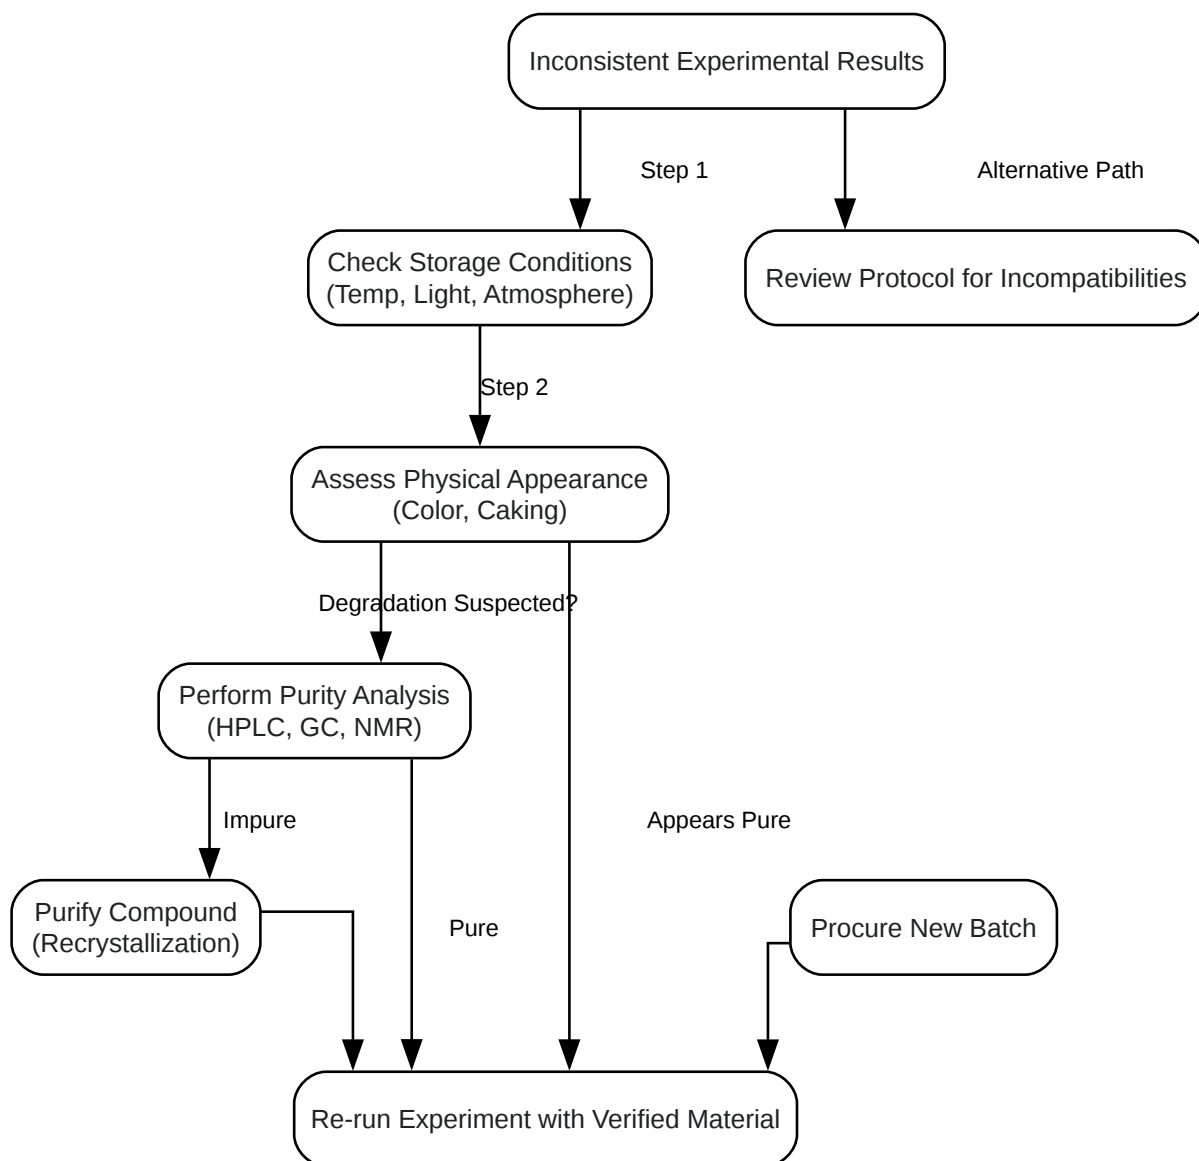 Inconsistent Experimental Results
Step 1
Alternative Path
Check Storage Conditions
(Temp, Light, Atmosphere)
Review Protocol for Incompatibilities
Step 2
Assess Physical Appearance
(Color, Caking)
Degradation Suspected?
Perform Purity Analysis
(HPLC, GC, NMR)
Impure
Appears Pure
Purify Compound
(Recrystallization)
Pure
Procure New Batch
Re-run Experiment with Verified Material